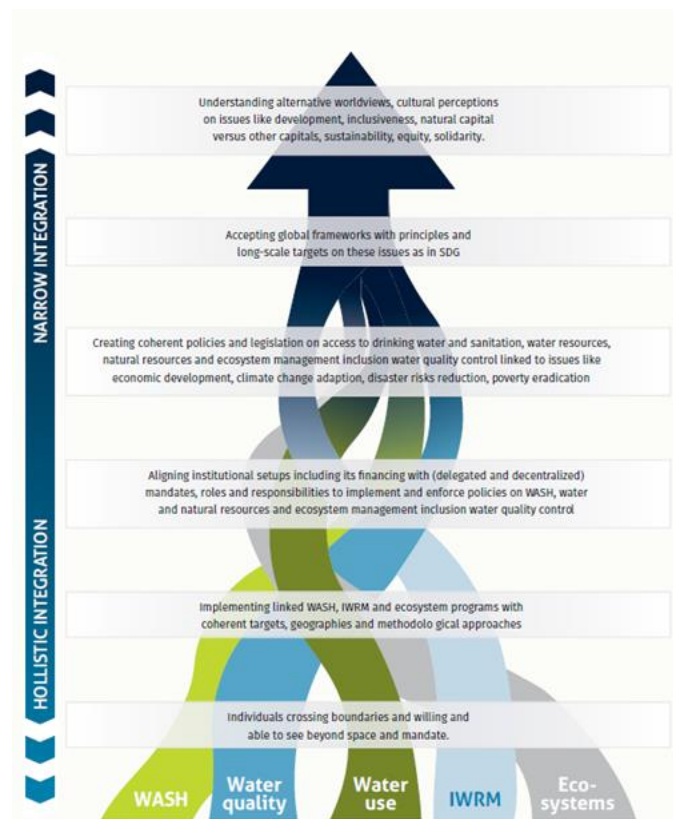 Understanding alternative worldviews, cultural perceptions
on issues like development, inclusiveness, natural capital
versus other capitals, sustainability, equity, solidarity.
NARROW INTEGRATION
Accepting global frameworks with principles and
long-scale targets on these issues as in SDG
Creating coherent policies and legislation on access to drinking water and sanitation, water resources,
natural resources and ecosystem management inclusion water quality control linked to issues like
economic development, climate change adaption, disaster risks reduction, poverty eradication
Aligning institutional setups including its financing with (delegated and decentralized)
mandates, roles and responsibilities to implement and enforce policies on WASH, water
and natural resources and ecosystem management inclusion water quality control
HOLLISTIC INTEGRATION
Implementing linked WASH, IWRM and ecosystem programs with
coherent targets, geographies and methodolo gical approaches
Individuals crossing boundaries and willing and
able to see beyond space and mandate.
WASH
Water
quality
Water
use
IWRM
Eco-
systems